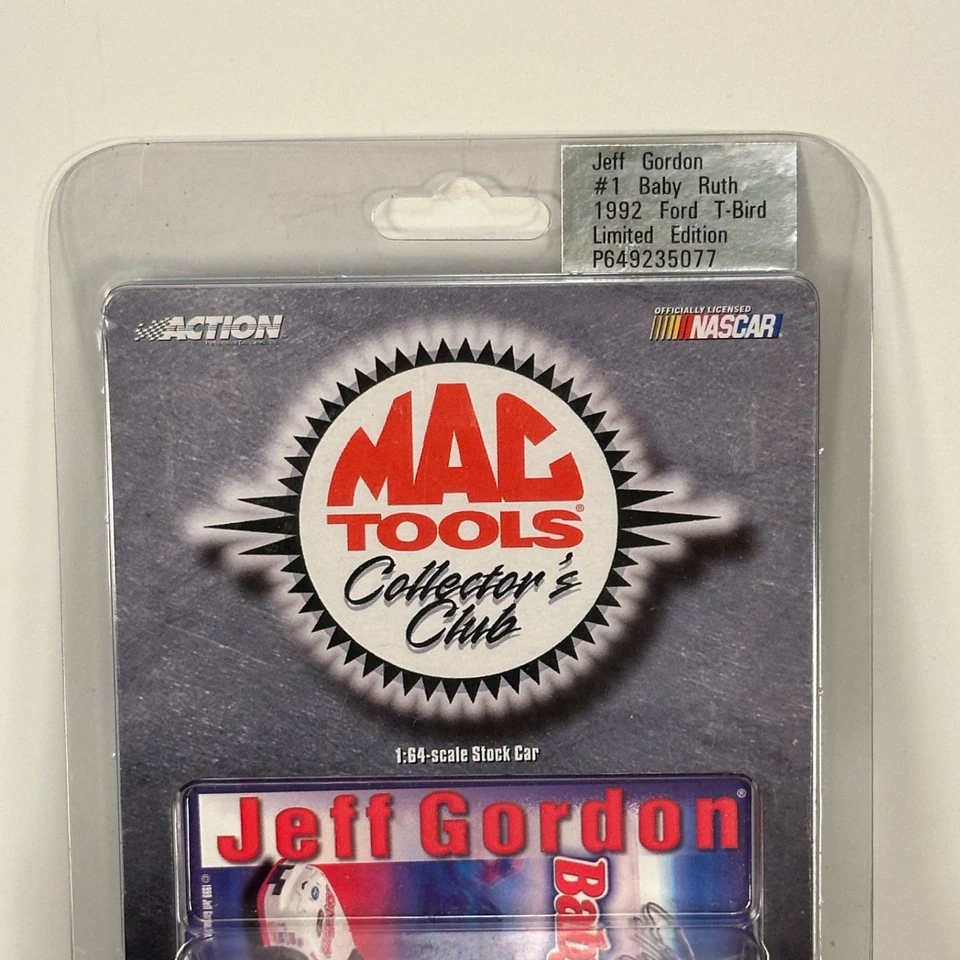 Jeff Gordon
#1 Baby Ruth
1992 Ford T-Bird
Limited Edition
P649235077
ACTION
OFFICIALLY LICENSED
NASCAR
MAC
TOOLS®
Collector's
Club
1:64-scale Stock Car
Jeff Gordon®